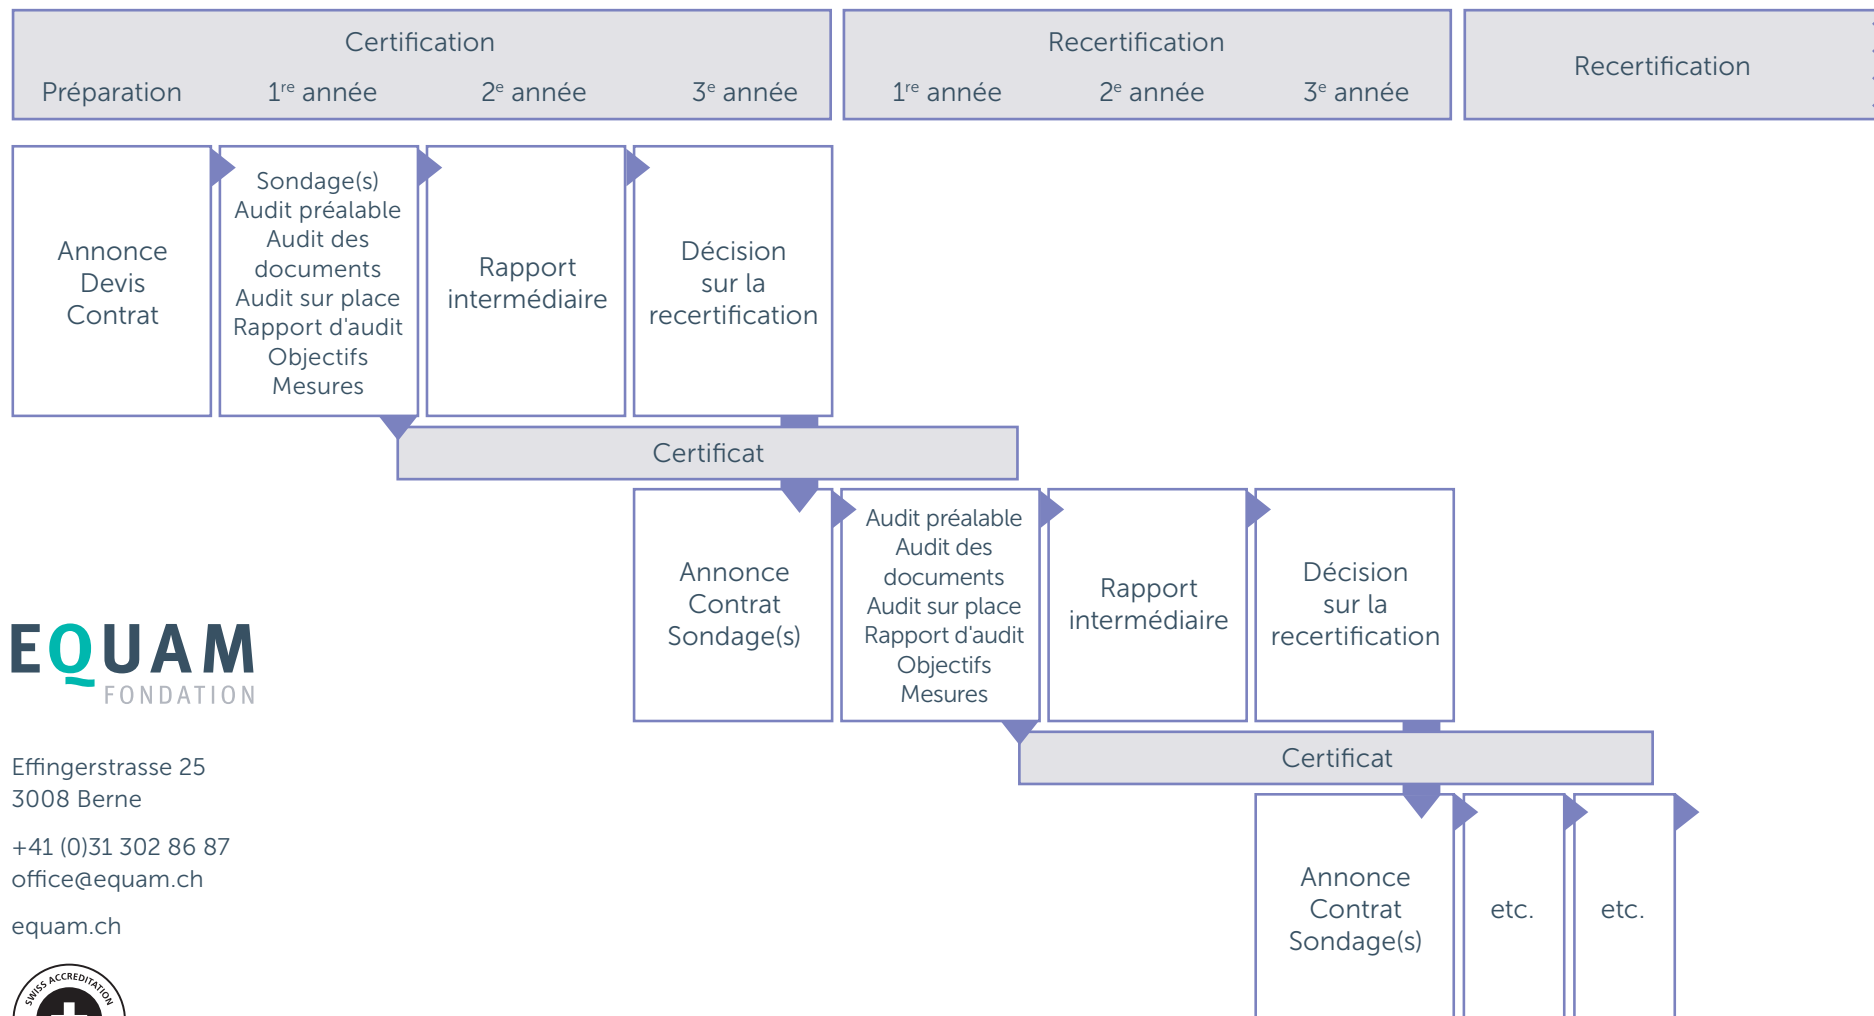 Certification
Préparation
1re année
2e année
3e année
Recertification
1re année
2e année
3e année
Recertification
Annonce
Devis
Contrat
Sondage(s)
Audit préalable
Audit des
documents
Audit sur place
Rapport d'audit
Objectifs
Mesures
Rapport
intermédiaire
Décision
sur la
recertification
Certificat
Annonce
Contrat
Sondage(s)
Audit préalable
Audit des
documents
Audit sur place
Rapport d'audit
Objectifs
Mesures
Rapport
intermédiaire
Décision
sur la
recertification
Certificat
Annonce
Contrat
Sondage(s)
etc.
etc.
EQUAM
FONDATION
Effingerstrasse 25
3008 Berne
+41 (0)31 302 86 87
office@equam.ch
equam.ch
SWISS ACCREDITATION